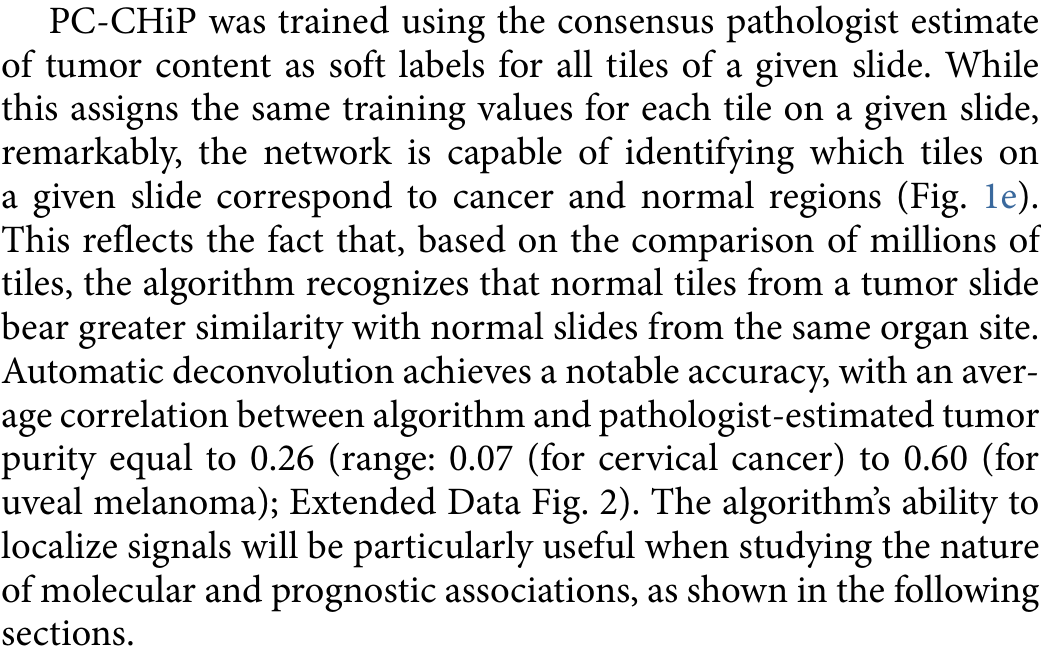 PC-CHiP was trained using the consensus pathologist estimate
of tumor content as soft labels for all tiles of a given slide. While
this assigns the same training values for each tile on a given slide,
remarkably, the network is capable of identifying which tiles on
a given slide correspond to cancer and normal regions (Fig. 1e).
This reflects the fact that, based on the comparison of millions of
tiles, the algorithm recognizes that normal tiles from a tumor slide
bear greater similarity with normal slides from the same organ site.
Automatic deconvolution achieves a notable accuracy, with an aver-
age correlation between algorithm and pathologist-estimated tumor
purity equal to 0.26 (range: 0.07 (for cervical cancer) to 0.60 (for
uveal melanoma); Extended Data Fig. 2). The algorithm’s ability to
localize signals will be particularly useful when studying the nature
of molecular and prognostic associations, as shown in the following
sections.